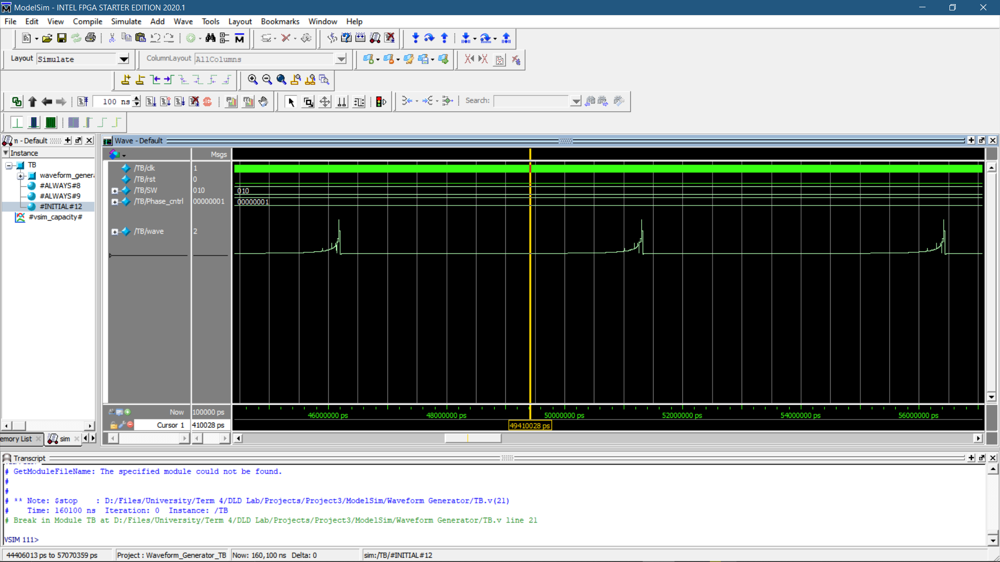 ModelSim - INTEL FPGA STARTER EDITION 2020.1
File Edit View Compile Simulate Add Wave Tools Layout Bookmarks Window Help
Layout Simulate ColumnLayout AllColumns
100 ns Search:
n - Default
Wave - Default
Instance
Msgs
TB
waveform_genera
#ALWAYS#8
#ALWAYS#9
#INITIAL#12
#vsim_capacity#
/TB/clk 1
/TB/rst 0
/TB/SW 010 010
/TB/Phase_cntrl 00000001 00000001
/TB/wave 2
Now 100000 ps
46000000 ps 48000000 ps 50000000 ps 52000000 ps 54000000 ps 56000000 ps
Cursor 1 410028 ps 49410028 ps
emory List sim
Transcript
# GetModuleFileName: The specified module could not be found.
#
#
# ** Note: $stop : D:/Files/University/Term 4/DLD Lab/Projects/Project3/ModelSim/Waveform Generator/TB.v(21)
# Time: 160100 ns Iteration: 0 Instance: /TB
# Break in Module TB at D:/Files/University/Term 4/DLD Lab/Projects/Project3/ModelSim/Waveform Generator/TB.v line 21
VSIM 111>
44406013 ps to 57070359 ps Project : Waveform_Generator_TB Now: 160,100 ns Delta: 0 sim:/TB/#INITIAL#12